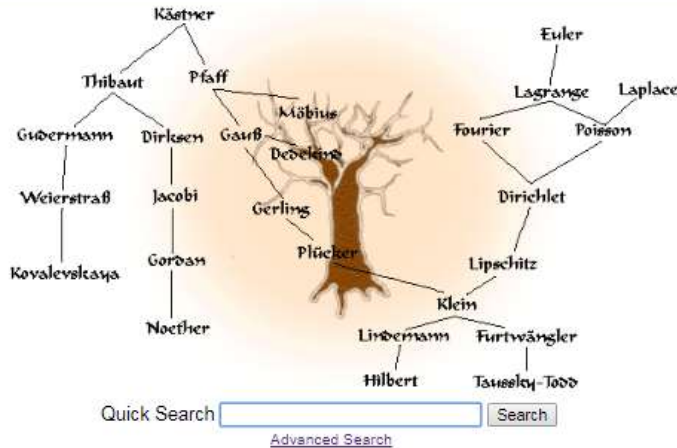 Kästner
Euler
Thibaut
Pfaff
Lagrange
Laplace
Möbius
Gudermann
Dirksen
Gauß
Fourier
Poisson
Dedekind
Weierstraß
Jacobi
Gerling
Dirichlet
Plücker
Kovalevskaya
Gordan
Lipschitz
Klein
Noether
Lindemann
Furtwängler
Hilbert
Taussky-Todd
Quick Search Search
Advanced Search